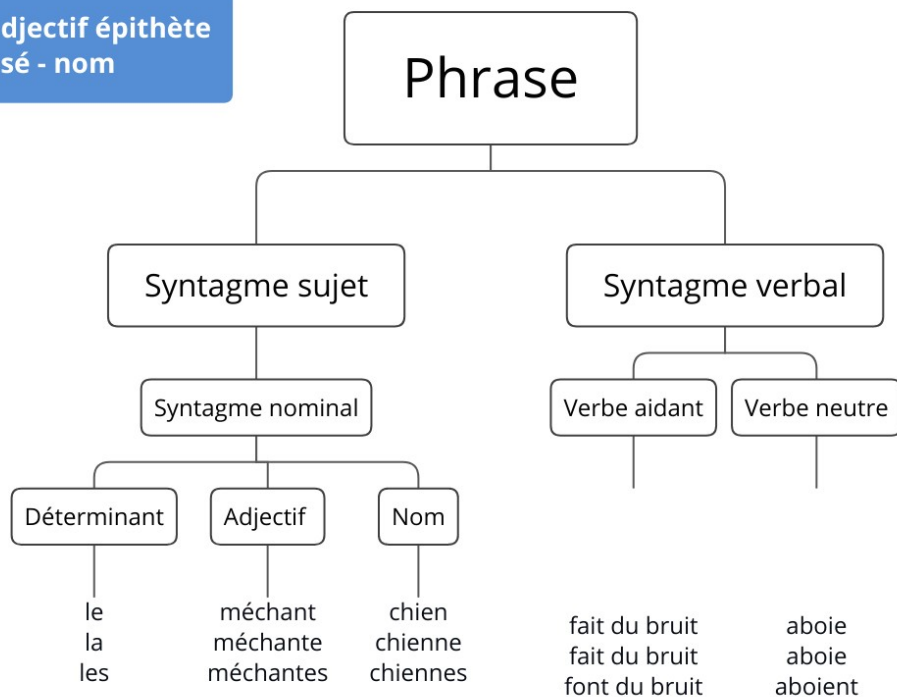 djectif épithète
sé - nom
Phrase
Syntagme sujet
Syntagme verbal
Syntagme nominal
Verbe aidant
Verbe neutre
Déterminant
Adjectif
Nom
le
la
les
méchant
méchante
méchantes
chien
chienne
chiennes
fait du bruit
fait du bruit
font du bruit
aboie
aboie
aboient